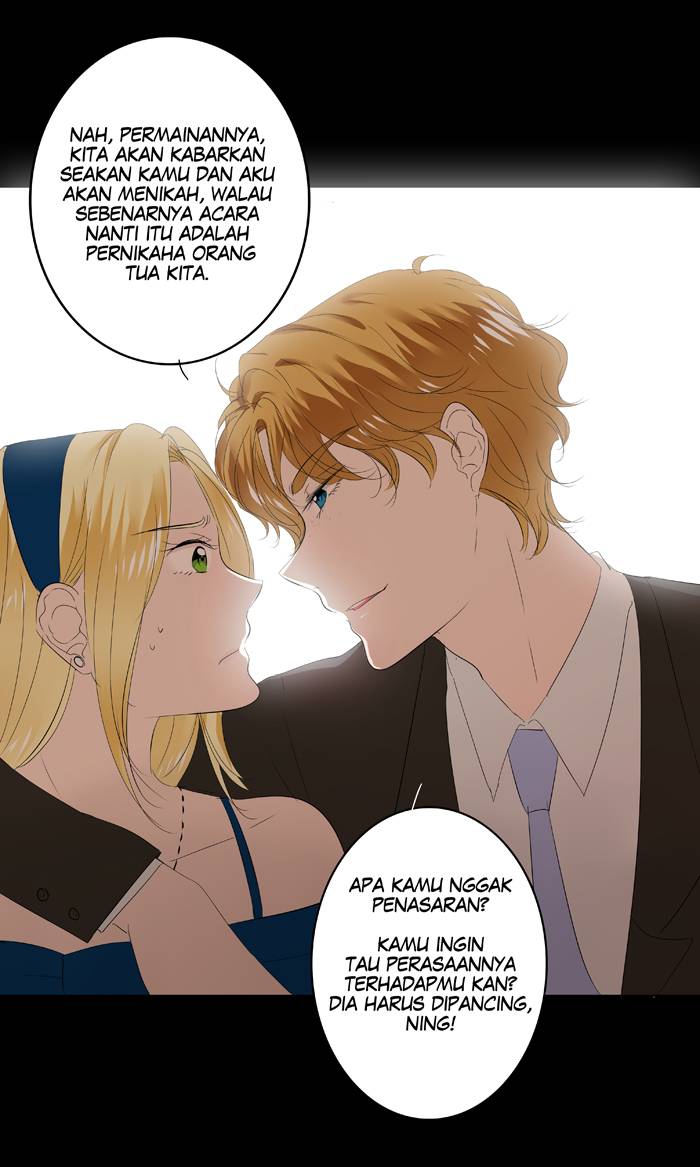 NAH, PERMAINANNYA,
KITA AKAN KABARKAN
SEAKAN KAMU DAN AKU
AKAN MENIKAH, WALAU
SEBENARNYA ACARA
NANTI ITU ADALAH
PERNIKAHA ORANG
TUA KITA.
APA KAMU NGGAK
PENASARAN?
KAMU INGIN
TAU PERASAANNYA
TERHADAPMU KAN?
DIA HARUS DIPANCING,
NING!